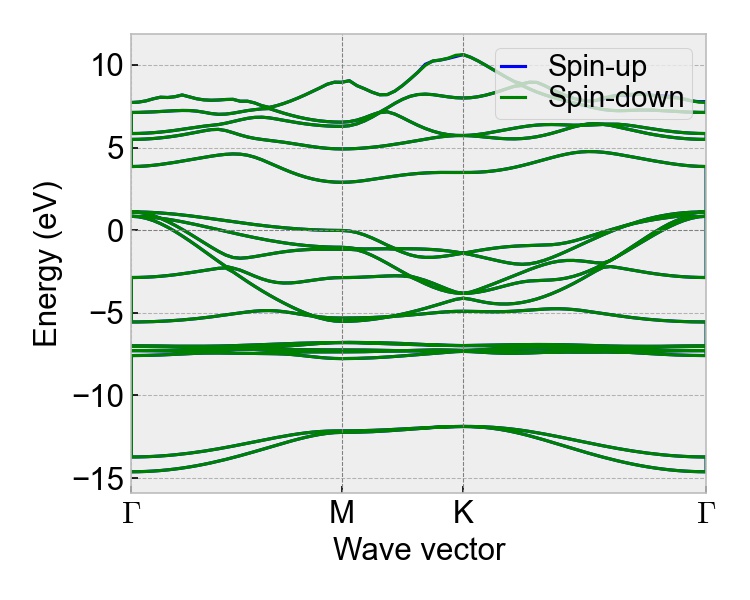 10
5
0
−5
−10
−15
Energy (eV)
Spin-up
Spin-down
Γ M K Γ
Wave vector